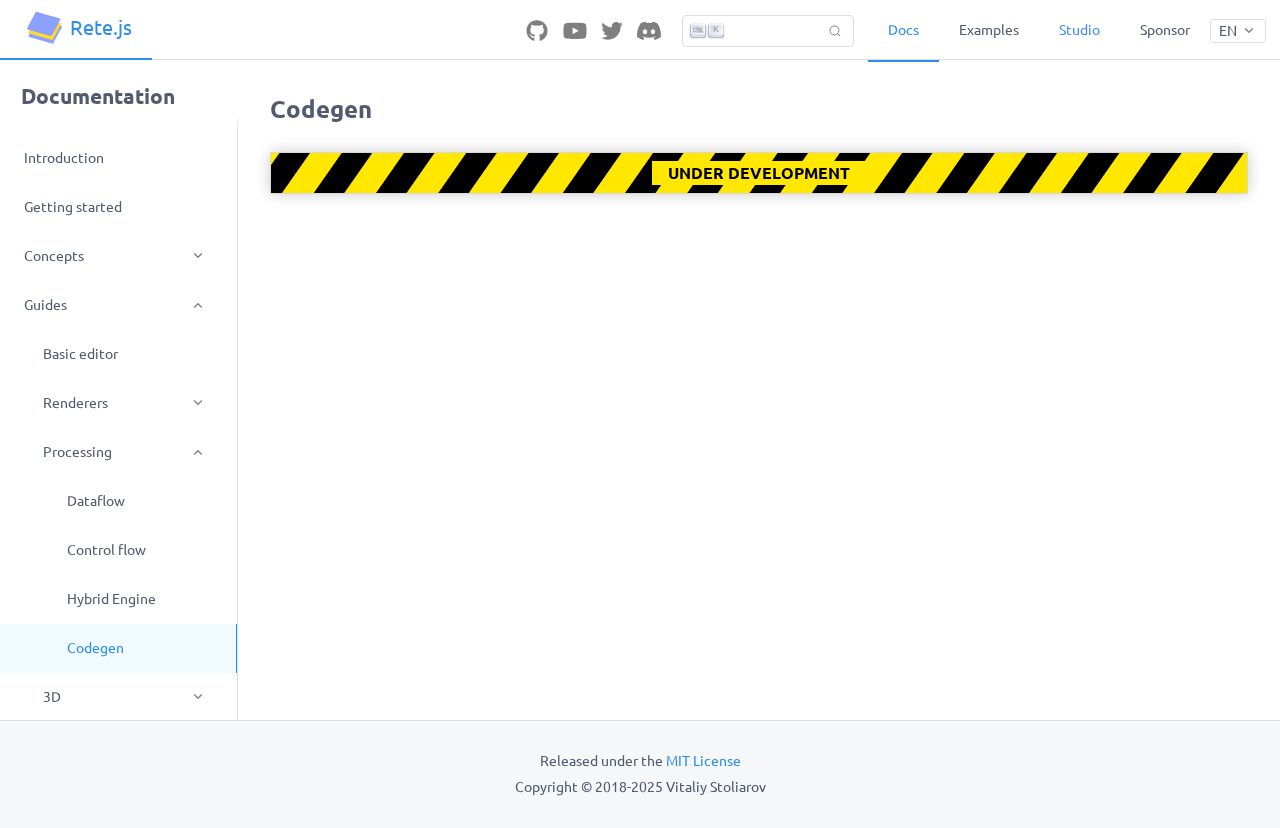 Rete.js
K
Docs
Examples
Studio
Sponsor
EN
Documentation
Introduction
Getting started
Concepts
Guides
Basic editor
Renderers
Processing
Dataflow
Control flow
Hybrid Engine
Codegen
3D
Codegen
UNDER DEVELOPMENT
Released under the MIT License
Copyright © 2018-2025 Vitaliy Stoliarov